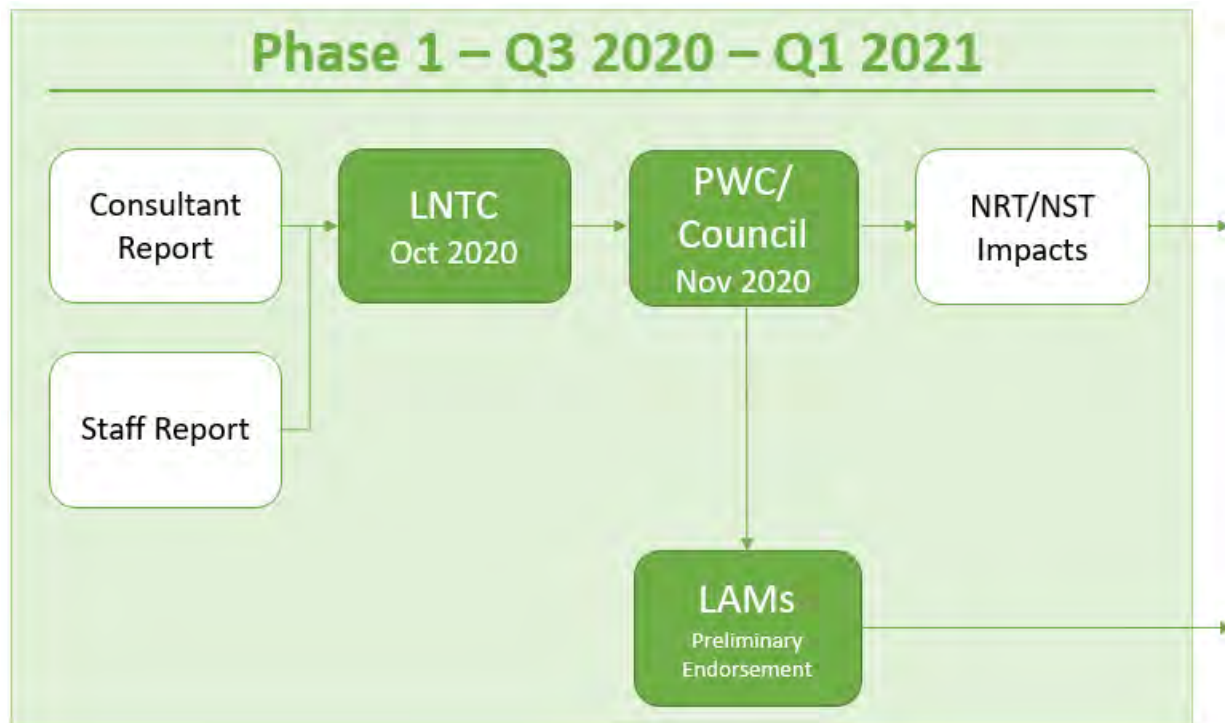 Phase 1 – Q3 2020 – Q1 2021
Consultant
Report
LNTC
Oct 2020
PWC/
Council
Nov 2020
NRT/NST
Impacts
Staff Report
LAMs
Preliminary
Endorsement